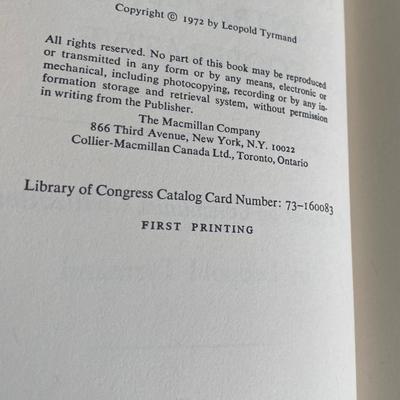 Copyright © 1972 by Leopold Tyrmand
All rights reserved. No part of this book may be reproduced
or transmitted in any form or by any means, electronic or
mechanical, including photocopying, recording or by any in-
formation storage and retrieval system, without permission
in writing from the Publisher.
The Macmillan Company
866 Third Avenue, New York, N.Y. 10022
Collier-Macmillan Canada Ltd., Toronto, Ontario
Library of Congress Catalog Card Number: 73-160083
FIRST PRINTING